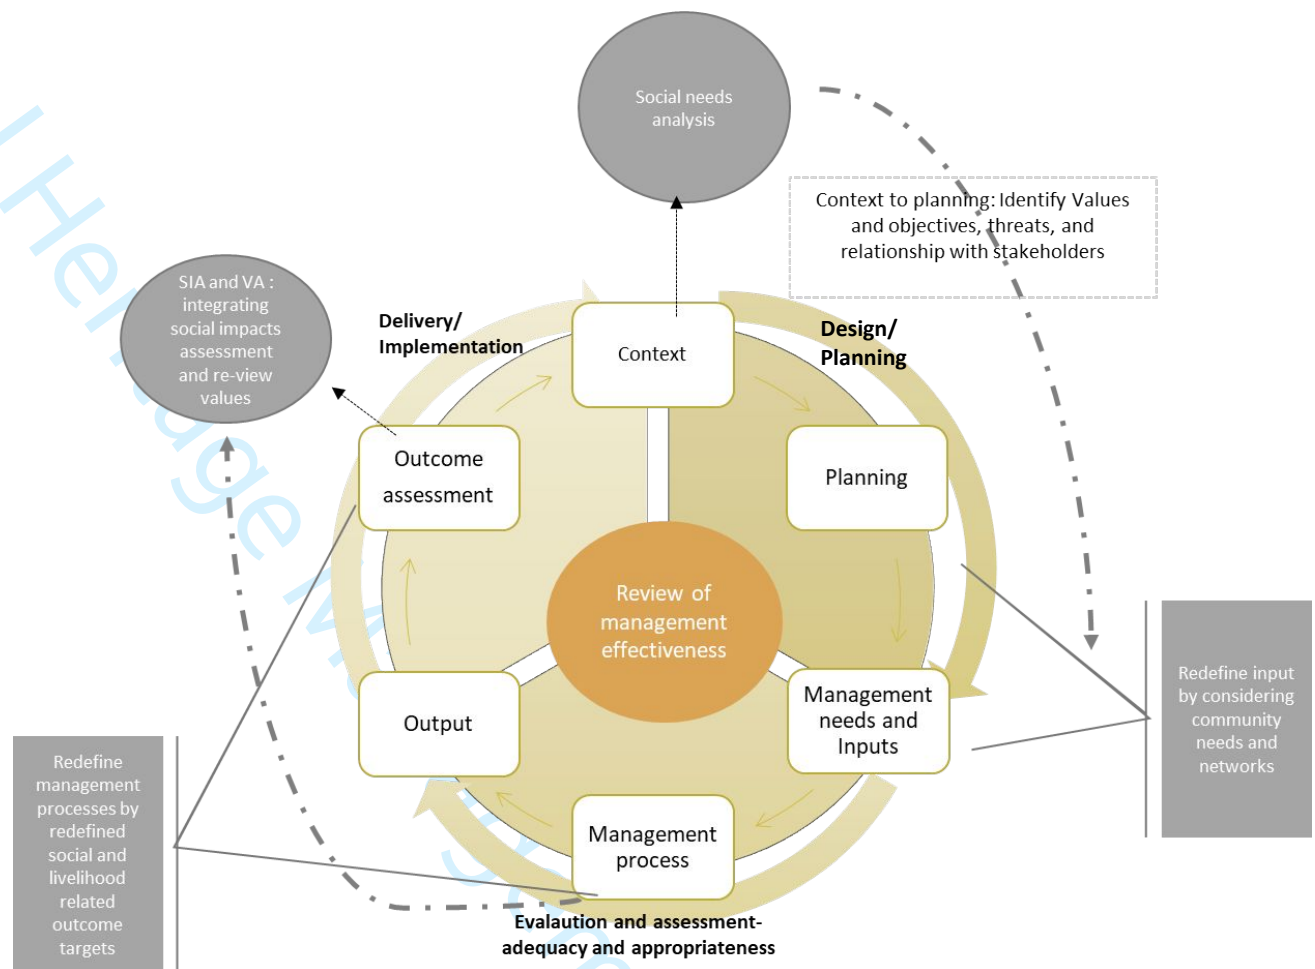 Social needs
analysis
Context to planning: Identify Values
and objectives, threats, and
relationship with stakeholders
SIA and VA :
integrating
social impacts
assessment
and re-view
values
Delivery/
Implementation
Context
Design/
Planning
Outcome
assessment
Planning
Review of
management
effectiveness
Output
Management
needs and
Inputs
Redefine input
by considering
community
needs and
networks
Redefine
management
processes by
redefined
social and
livelihood
related
outcome
targets
Management
process
Evalaution and assessment-
adequacy and appropriateness